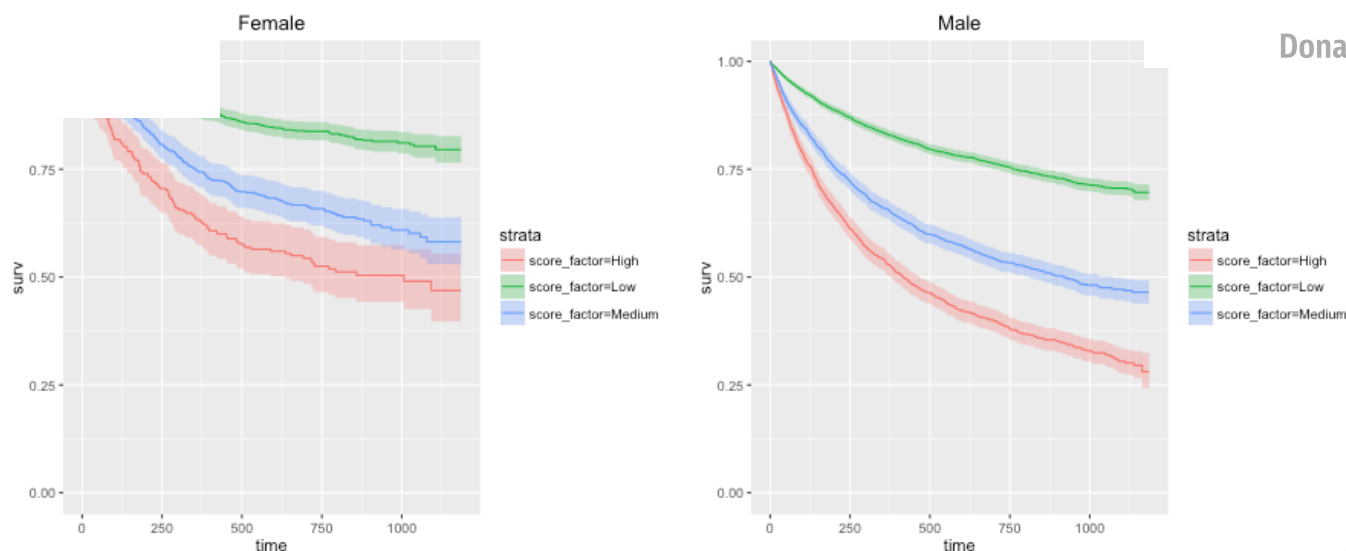 Female
0.75
0.50
0.25
0.00
surv
0
250
500
750
1000
time
strata
score_factor=High
score_factor=Low
score_factor=Medium
Male
1.00
0.75
0.50
0.25
0.00
surv
0
250
500
750
1000
time
strata
score_factor=High
score_factor=Low
score_factor=Medium
Dona